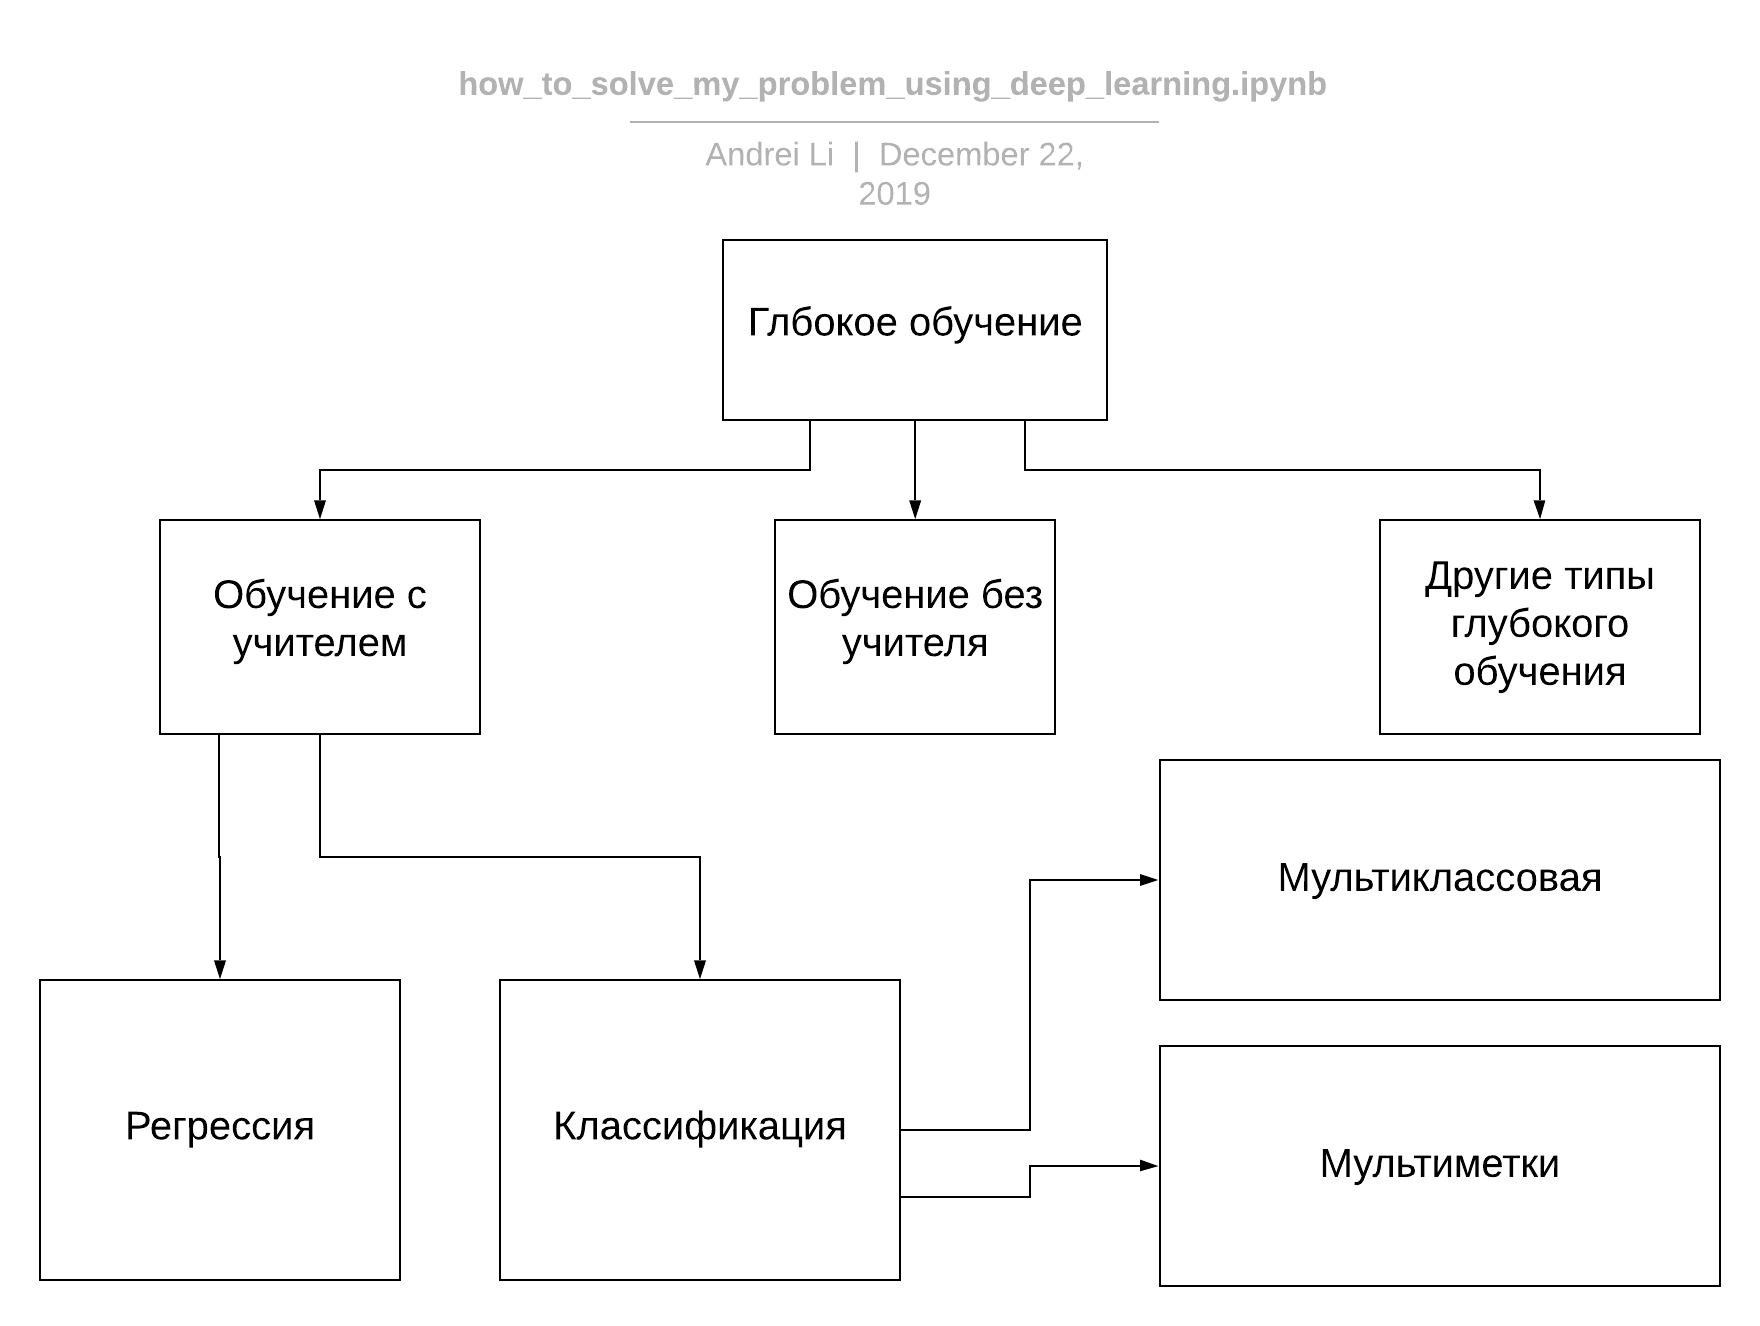 how_to_solve_my_problem_using_deep_learning.ipynb
Andrei Li | December 22,
2019
Глбокое обучение
Обучение с
учителем
Обучение без
учителя
Другие типы
глубокого
обучения
Мультиклассовая
Регрессия
Классификация
Мультиметки